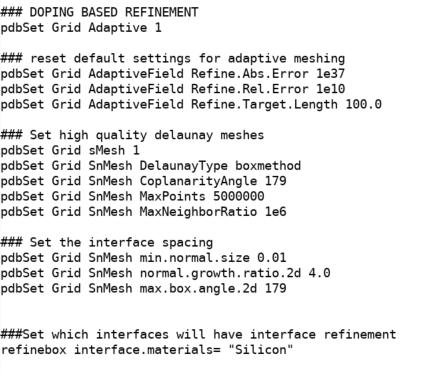 ### DOPING BASED REFINEMENT
pdbSet Grid Adaptive 1
### reset default settings for adaptive meshing
pdbSet Grid AdaptiveField Refine.Abs.Error 1e37
pdbSet Grid AdaptiveField Refine.Rel.Error 1e10
pdbSet Grid AdaptiveField Refine.Target.Length 100.0
### Set high quality delaunay meshes
pdbSet Grid sMesh 1
pdbSet Grid SnMesh DelaunayType boxmethod
pdbSet Grid SnMesh CoplanarityAngle 179
pdbSet Grid SnMesh MaxPoints 5000000
pdbSet Grid SnMesh MaxNeighborRatio 1e6
### Set the interface spacing
pdbSet Grid SnMesh min.normal.size 0.01
pdbSet Grid SnMesh normal.growth.ratio.2d 4.0
pdbSet Grid SnMesh max.box.angle.2d 179
###Set which interfaces will have interface refinement
refinebox interface.materials= "Silicon"